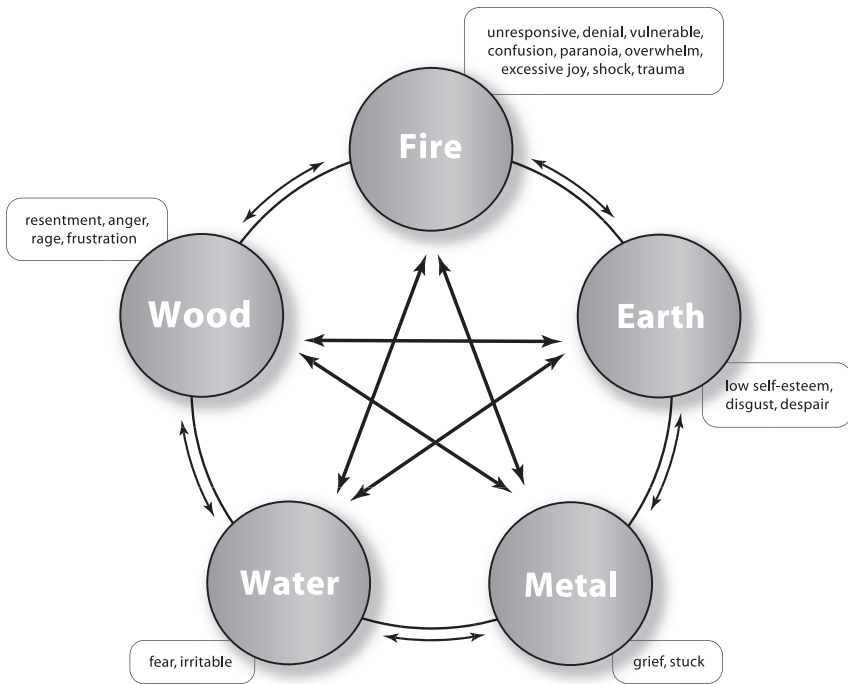 unresponsive, denial, vulnerable,
confusion, paranoia, overwhelm,
excessive joy, shock, trauma
Fire
resentment, anger,
rage, frustration
Wood
Earth
low self-esteem,
disgust, despair
Water
Metal
fear, irritable
grief, stuck